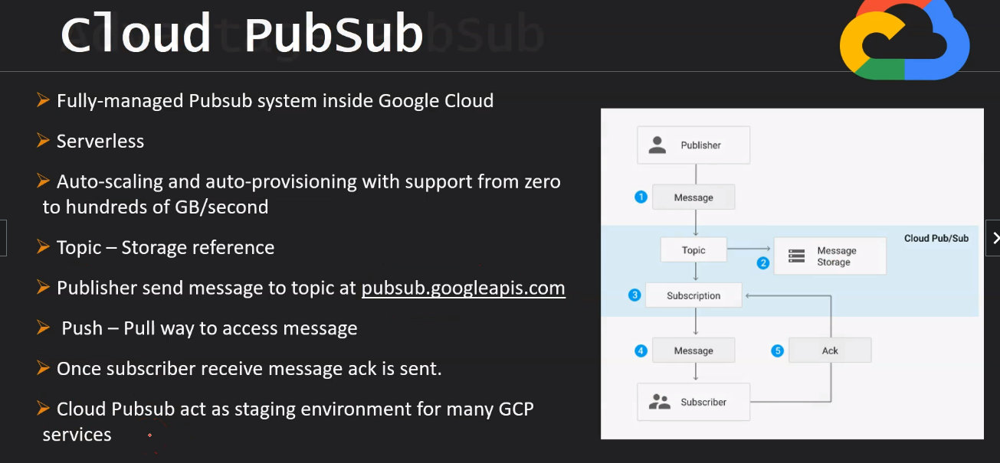 Cloud PubSub
Fully-managed Pubsub system inside Google Cloud
Serverless
Auto-scaling and auto-provisioning with support from zero
to hundreds of GB/second
Topic – Storage reference
Publisher send message to topic at pubsub.googleapis.com
Push – Pull way to access message
Once subscriber receive message ack is sent.
Cloud Pubsub act as staging environment for many GCP
services
Publisher
1 Message
Cloud Pub/Sub
Topic
2 Message
Storage
3 Subscription
4 Message
5 Ack
Subscriber